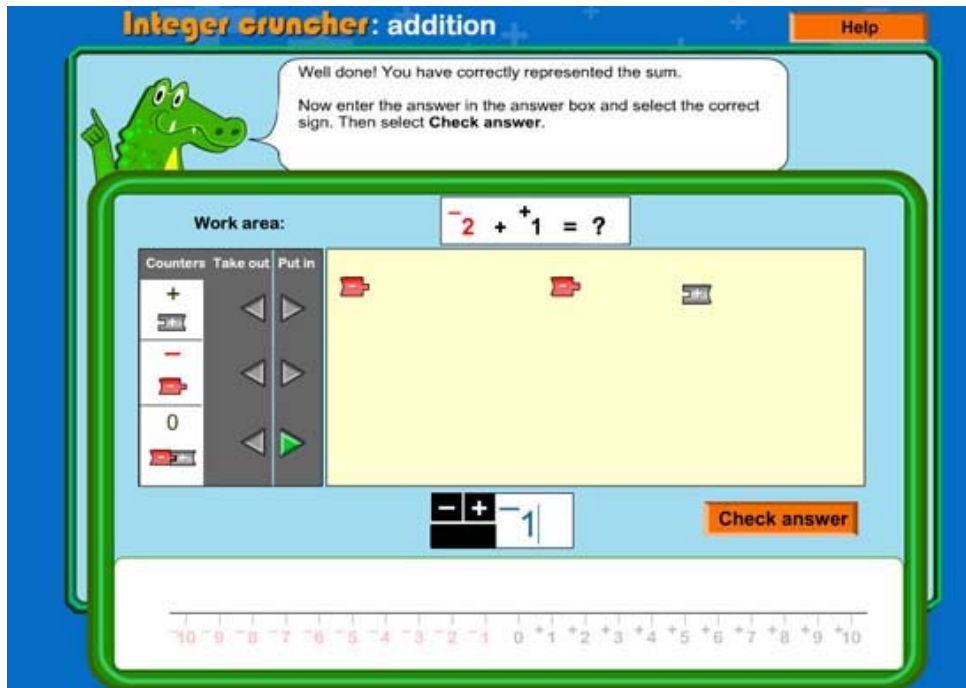 Integer cruncher: addition
Help
Well done! You have correctly represented the sum.
Now enter the answer in the answer box and select the correct
sign. Then select Check answer.
Work area:
⁻2 + ⁺1 = ?
Counters Take out Put in
+
−
0
− + ⁻1
Check answer
⁻10 ⁻9 ⁻8 ⁻7 ⁻6 ⁻5 ⁻4 ⁻3 ⁻2 ⁻1 0 ⁺1 ⁺2 ⁺3 ⁺4 ⁺5 ⁺6 ⁺7 ⁺8 ⁺9 ⁺10